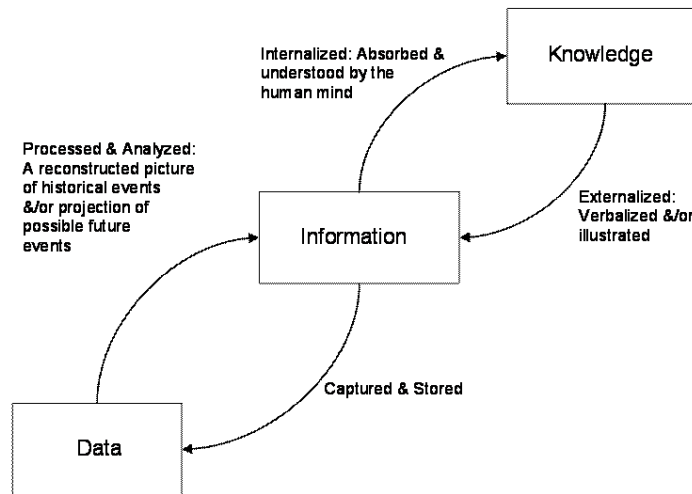 Internalized: Absorbed &
understood by the
human mind
Knowledge
Processed & Analyzed:
A reconstructed picture
of historical events
&/or projection of
possible future
events
Externalized:
Verbalized &/or
illustrated
Information
Captured & Stored
Data